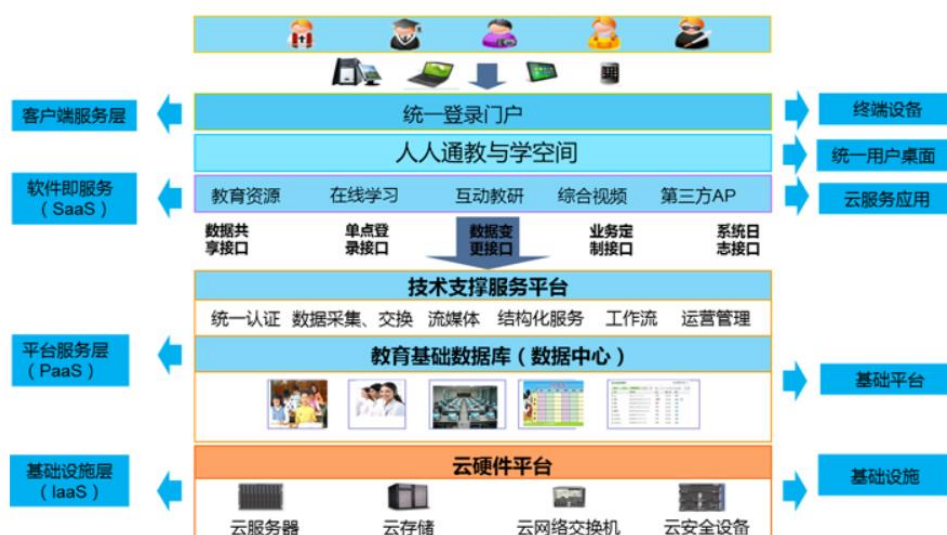 统一登录门户
客户端服务层
终端设备
人人通教与学空间
统一用户桌面
软件即服务
（SaaS）
教育资源 在线学习 互动教研 综合视频 第三方AP
云服务应用
数据共
享接口
单点登
录接口
数据变
更接口
业务定
制接口
系统日
志接口
技术支撑服务平台
统一认证 数据采集、交换 流媒体 结构化服务 工作流 运营管理
平台服务层
（PaaS）
教育基础数据库（数据中心）
基础平台
云硬件平台
基础设施层
（IaaS）
基础设施
云服务器 云存储 云网络交换机 云安全设备